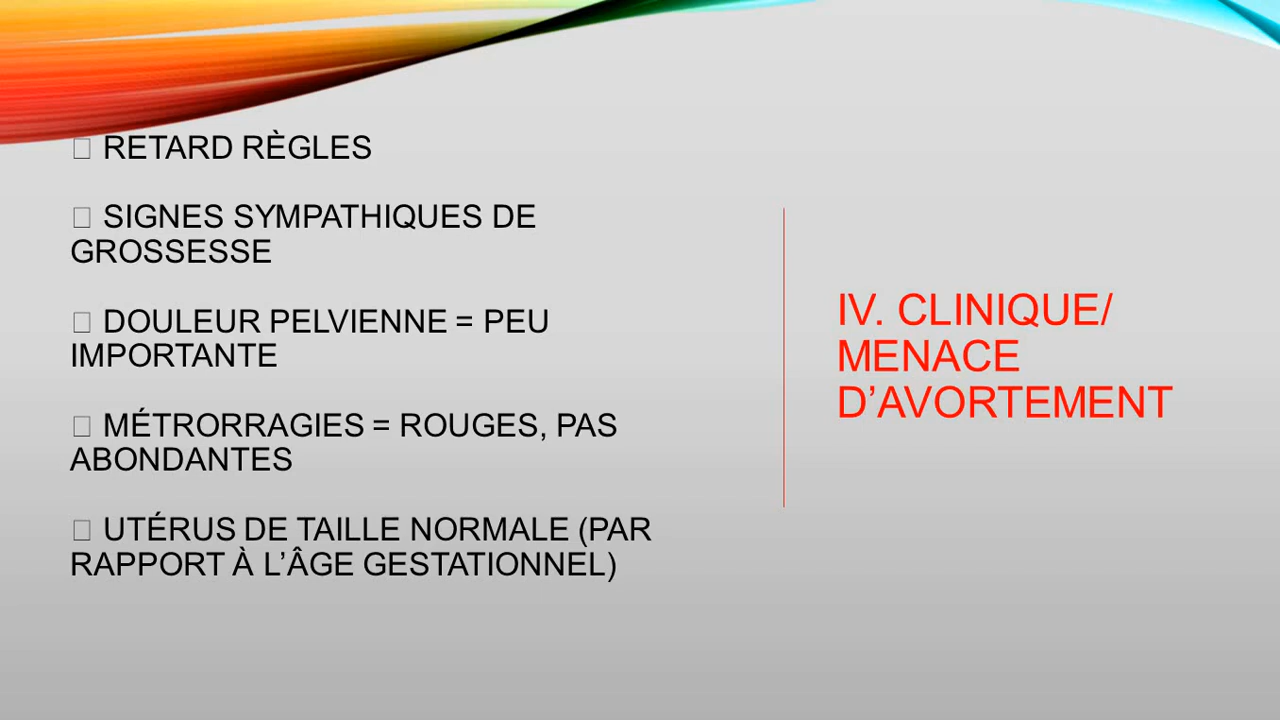 □ RETARD RÈGLES
□ SIGNES SYMPATHIQUES DE
GROSSESSE
□ DOULEUR PELVIENNE = PEU
IMPORTANTE
□ MÉTRORRAGIES = ROUGES, PAS
ABONDANTES
□ UTÉRUS DE TAILLE NORMALE (PAR
RAPPORT À L’ÂGE GESTATIONNEL)
IV. CLINIQUE/
MENACE
D’AVORTEMENT